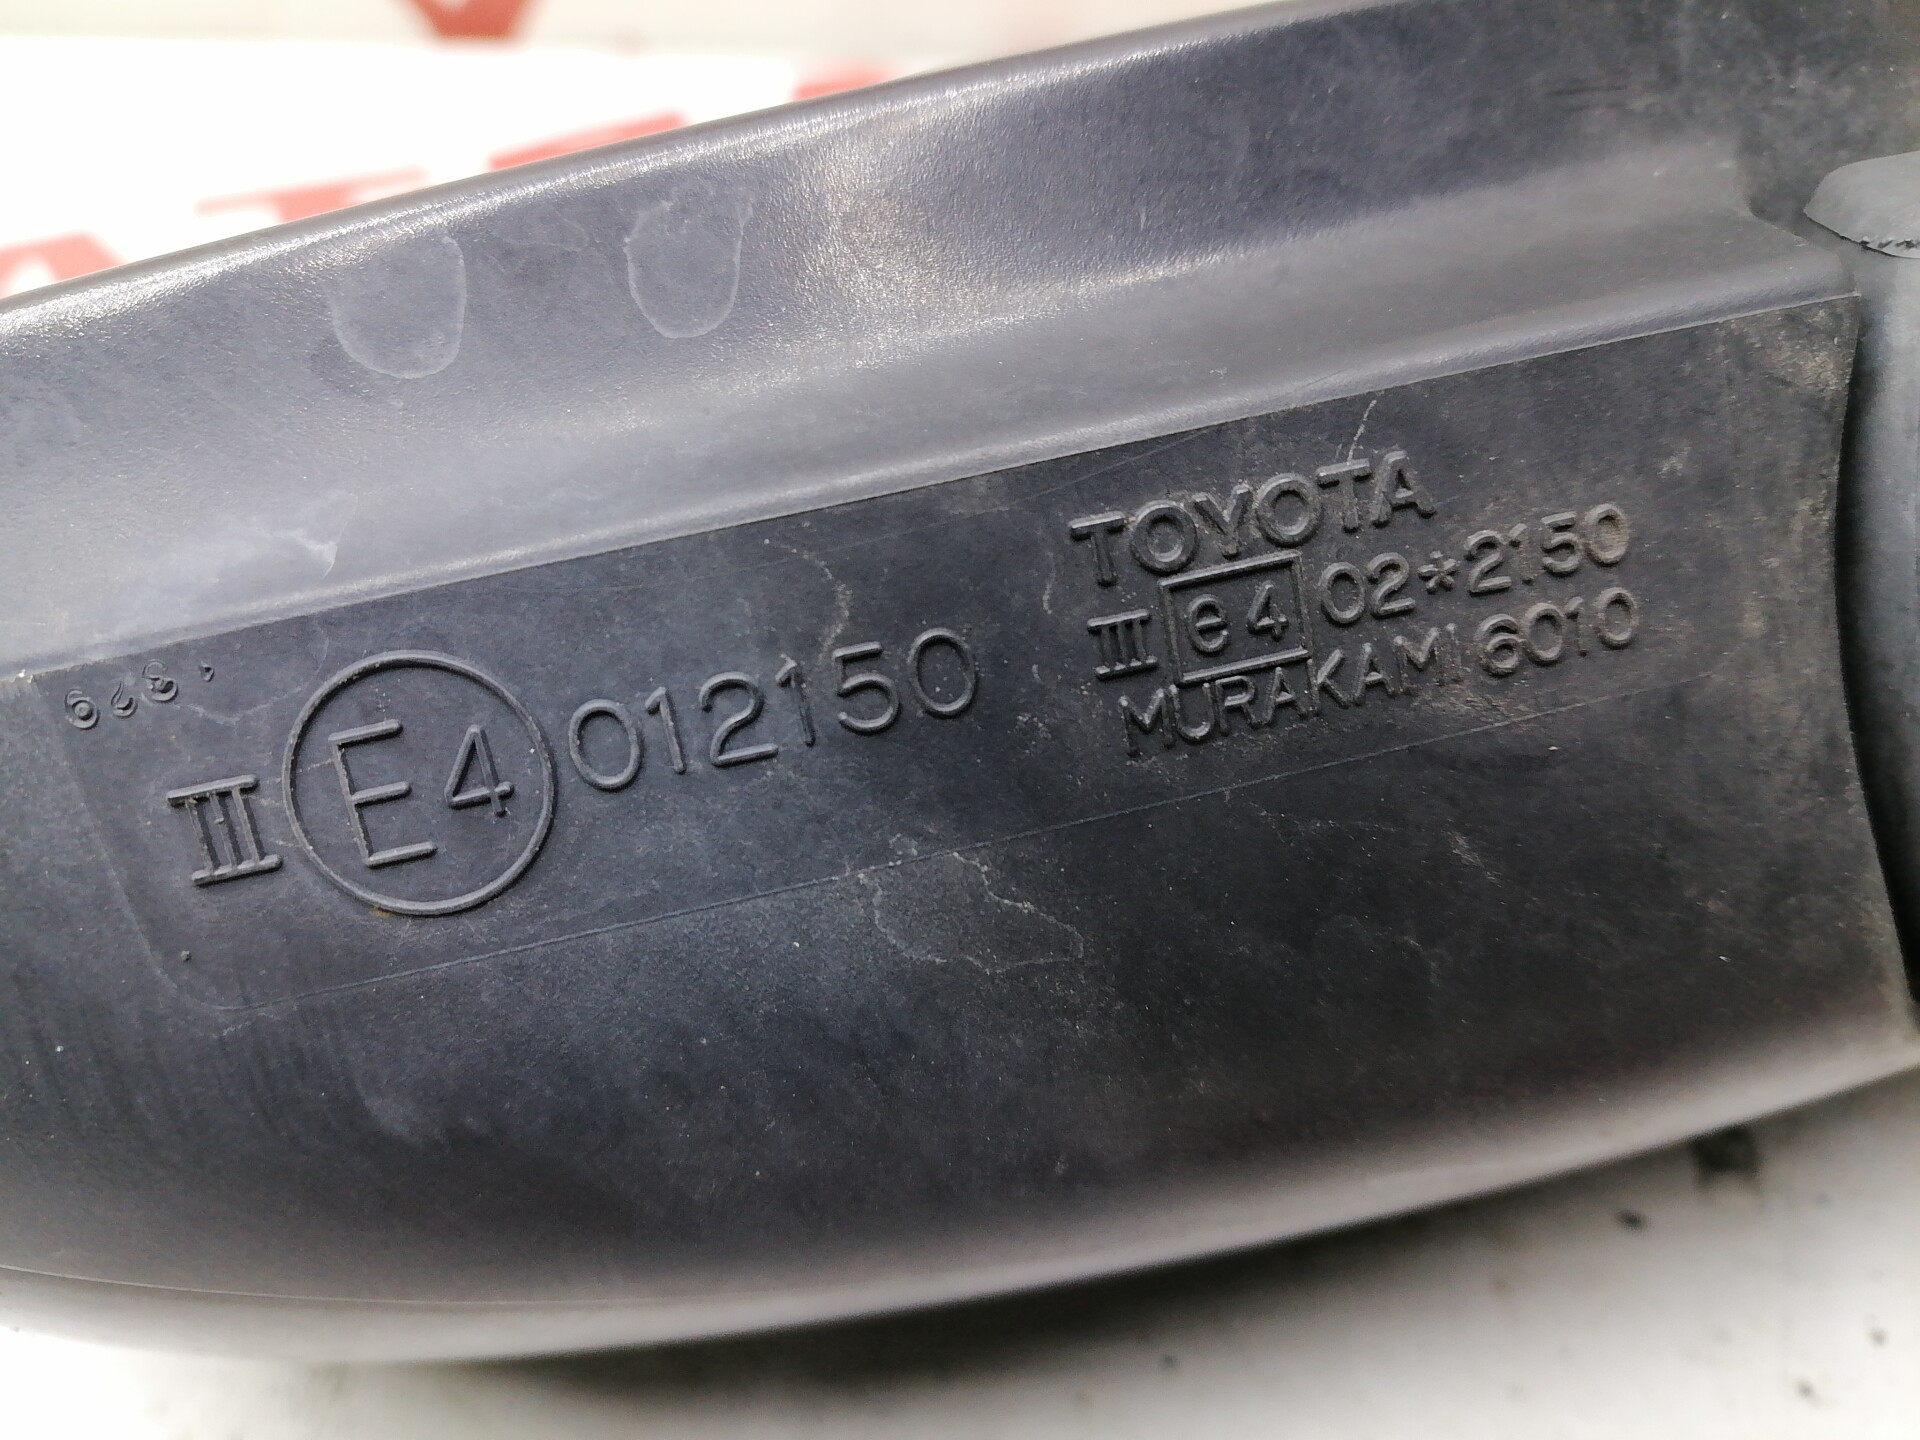 TOYOTA
III e4 02*2150
MURAKAMI 6010
III E4 012150